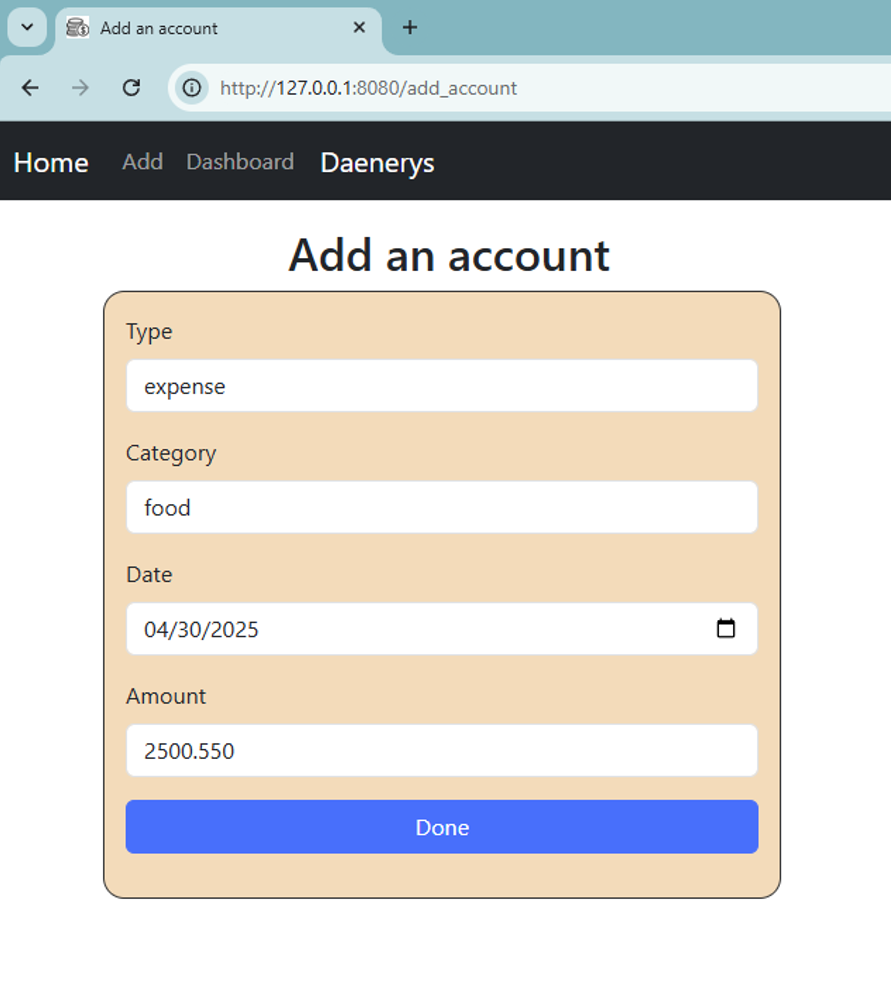 Add an account
http://127.0.0.1:8080/add_account
Home Add Dashboard Daenerys
Add an account
Type
expense
Category
food
Date
04/30/2025
Amount
2500.550
Done